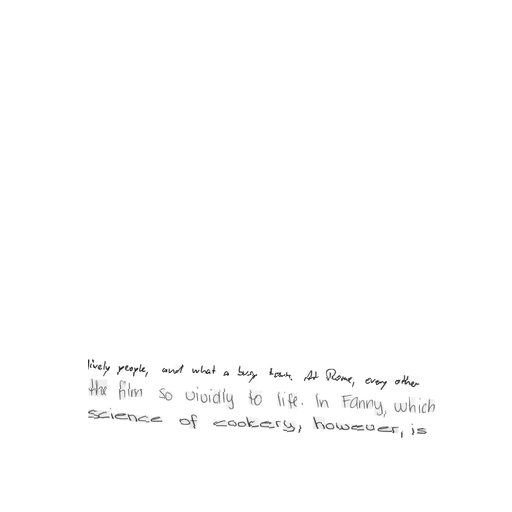 lively people, and what a busy town. At Rome, every other
the film so vividly to life. In Fanny, which
science of cookery, however, is